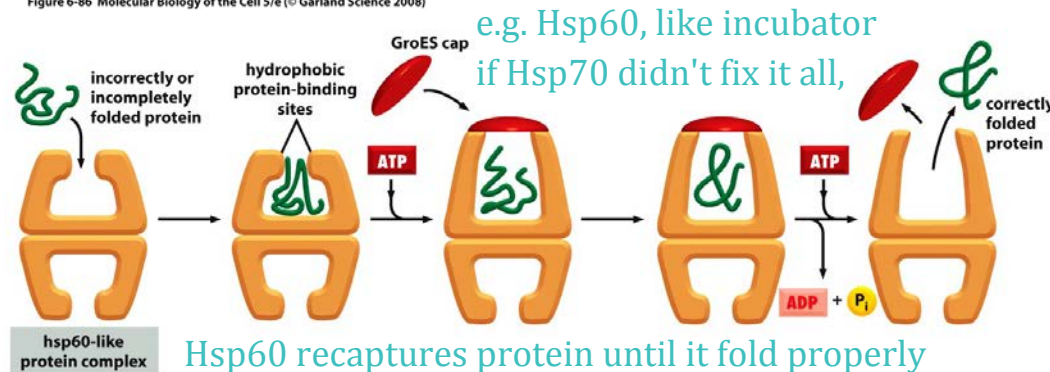 Figure 6-86 Molecular Biology of the Cell 5/e (© Garland Science 2008)
e.g. Hsp60, like incubator
if Hsp70 didn't fix it all,
GroES cap
incorrectly or
incompletely
folded protein
hydrophobic
protein-binding
sites
correctly
folded
protein
ATP
ATP
ADP + Pi
hsp60-like
protein complex
Hsp60 recaptures protein until it fold properly